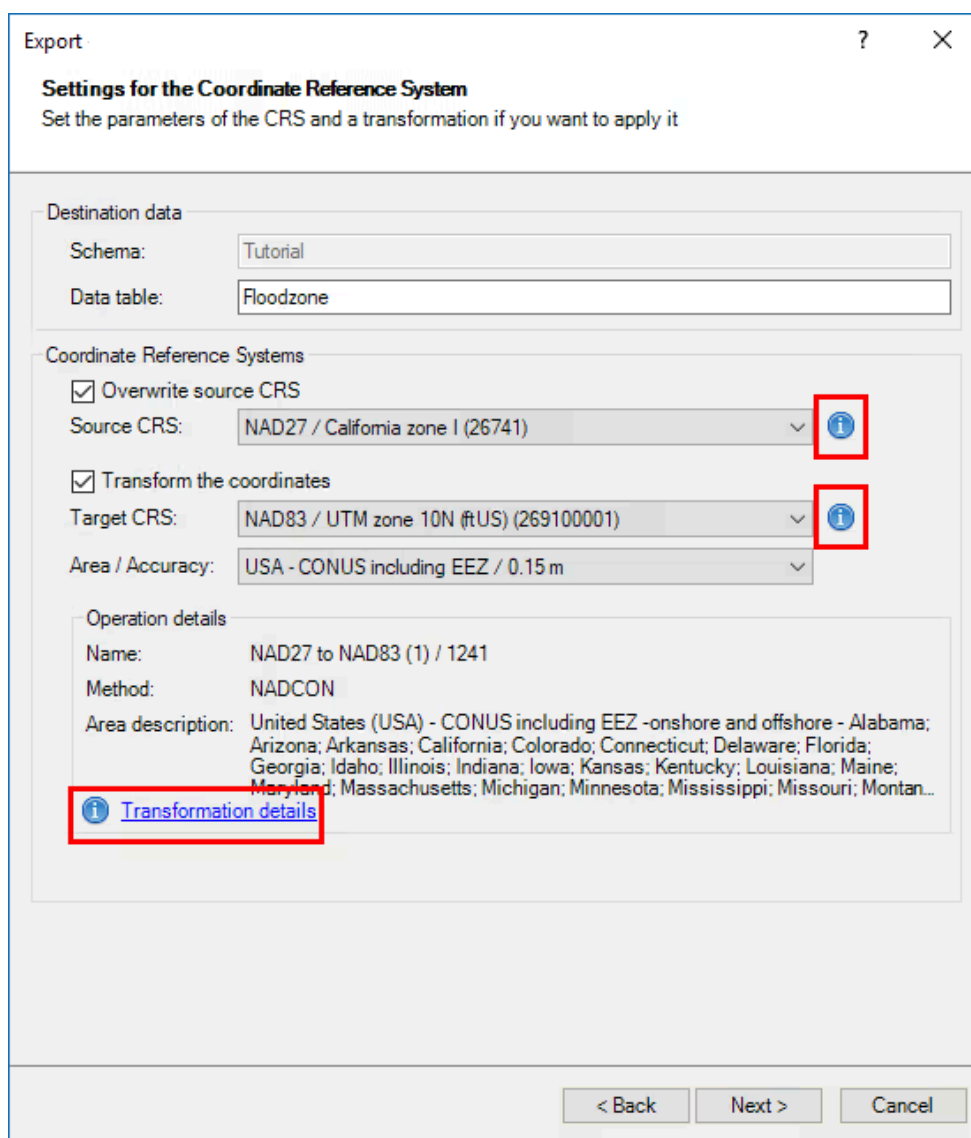 Export
?
Settings for the Coordinate Reference System
Set the parameters of the CRS and a transformation if you want to apply it
Destination data
Schema: Tutorial
Data table: Floodzone
Coordinate Reference Systems
Overwrite source CRS
Source CRS: NAD27 / California zone I (26741)
Transform the coordinates
Target CRS: NAD83 / UTM zone 10N (ftUS) (269100001)
Area / Accuracy: USA - CONUS including EEZ / 0.15 m
Operation details
Name: NAD27 to NAD83 (1) / 1241
Method: NADCON
Area description: United States (USA) - CONUS including EEZ -onshore and offshore - Alabama;
Arizona; Arkansas; California; Colorado; Connecticut; Delaware; Florida;
Georgia; Idaho; Illinois; Indiana; Iowa; Kansas; Kentucky; Louisiana; Maine;
Maryland; Massachusetts; Michigan; Minnesota; Mississippi; Missouri; Montan...
Transformation details
< Back Next > Cancel